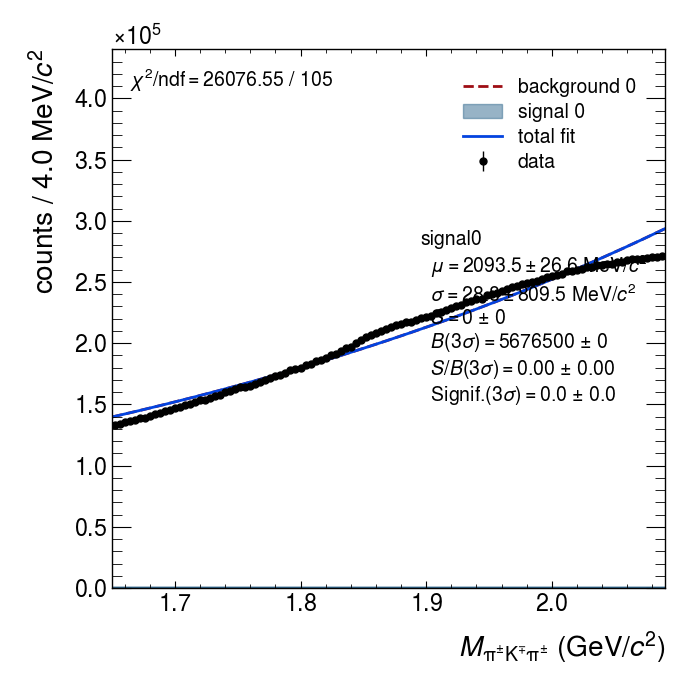 ×10⁵
χ²/ndf = 26076.55 / 105
background 0
signal 0
total fit
data
signal0
μ = 2093.5 ± 26.6 MeV/c²
σ = 28.8 ± 809.5 MeV/c²
S = 0 ± 0
B(3σ) = 5676500 ± 0
S/B(3σ) = 0.00 ± 0.00
Signif.(3σ) = 0.0 ± 0.0
counts / 4.0 MeV/c²
4.0
3.5
3.0
2.5
2.0
1.5
1.0
0.5
0.0
1.7 1.8 1.9 2.0
M_π±K∓π± (GeV/c²)